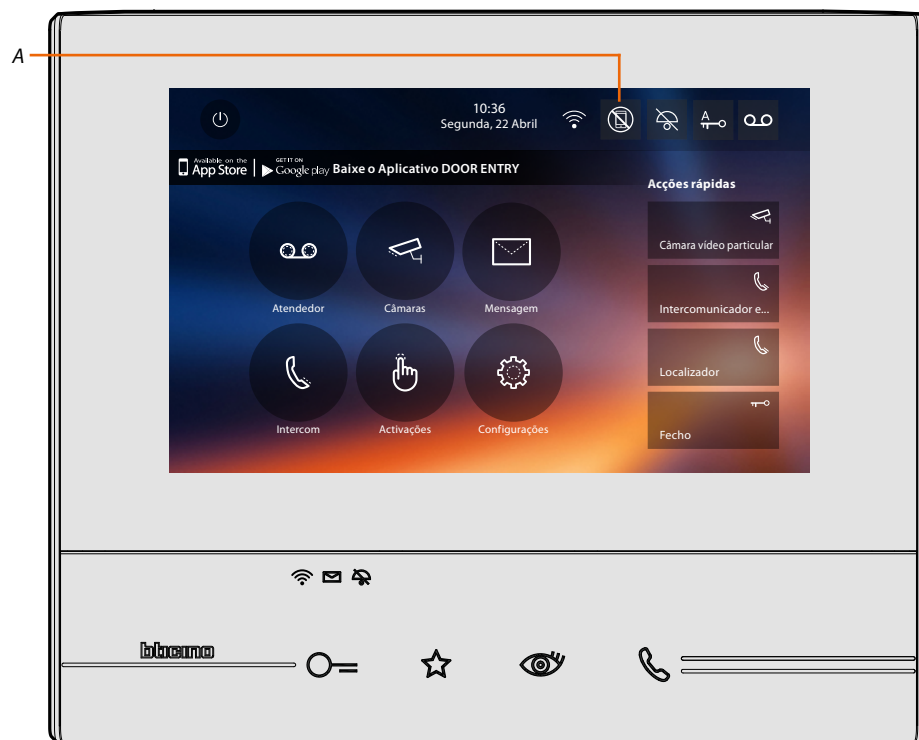 A
10:36
Segunda, 22 Abril
A
Available on the
App Store
GET IT ON
Google play
Baixe o Aplicativo DOOR ENTRY
Acções rápidas
Câmara vídeo particular
Atendedor
Câmaras
Mensagem
Intercomunicador e...
Localizador
Intercom
Activações
Configurações
Fecho
bticino